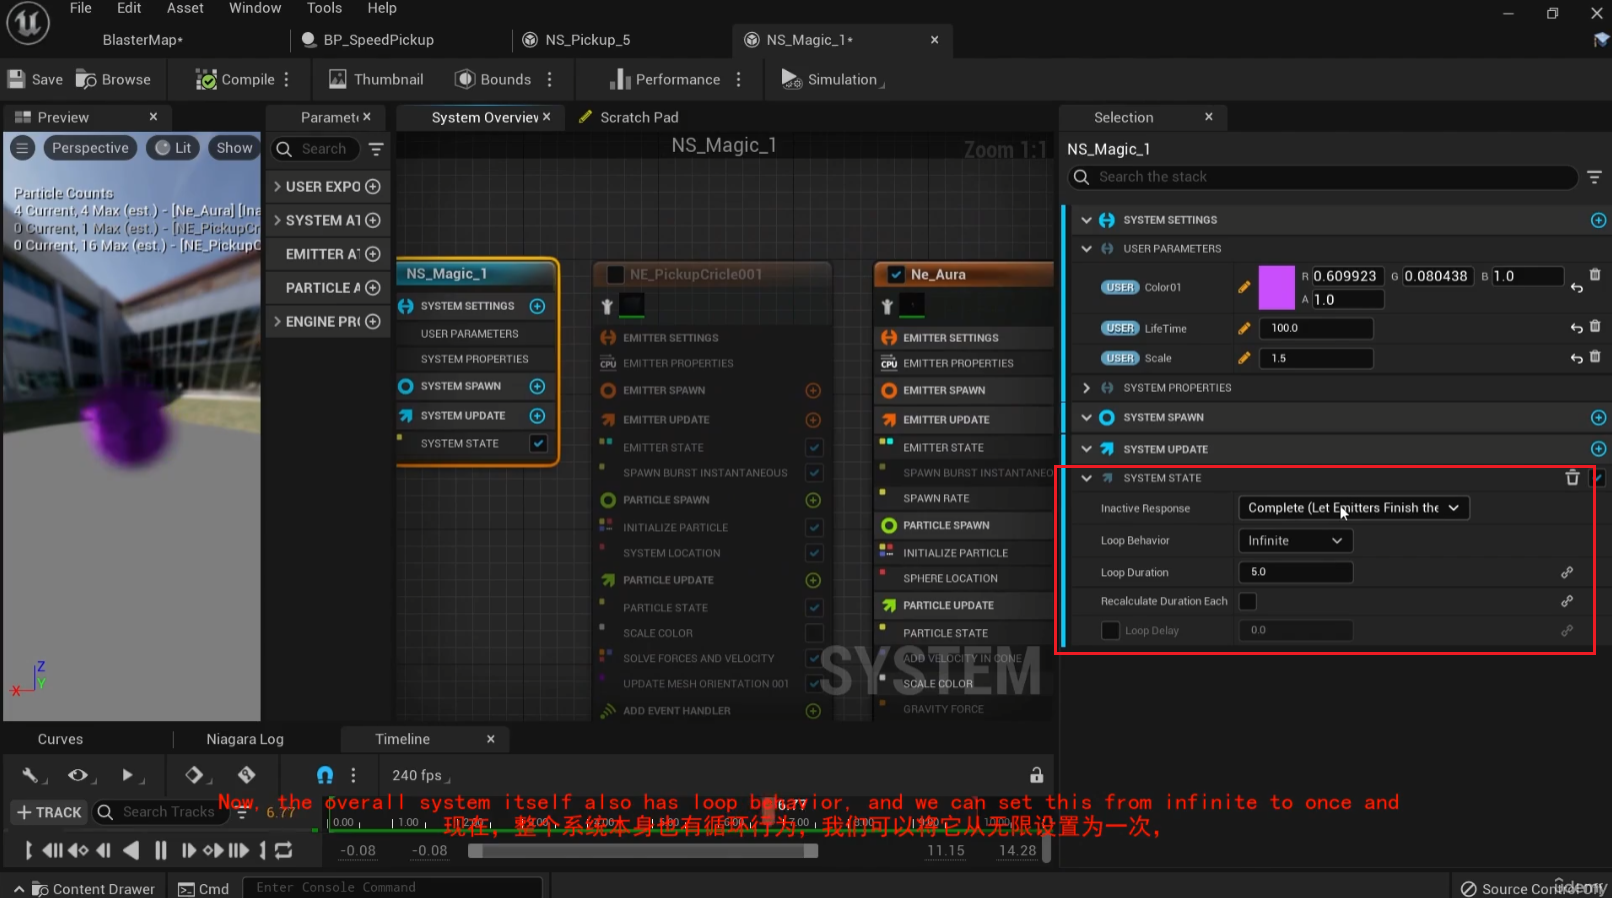 File Edit Asset Window Tools Help
BlasterMap* BP_SpeedPickup NS_Pickup_5 NS_Magic_1*
Save Browse Compile Thumbnail Bounds Performance Simulation
Preview Paramete System Overview Scratch Pad Selection
Perspective Lit Show
Particle Counts
4 Current, 4 Max (est.) - [Ne_Aura] [Ina
0 Current, 1 Max (est.) - [NE_PickupCr
0 Current, 16 Max (est.) - [NE_PickupC
Z
X Y
Search
USER EXPO
SYSTEM AT
EMITTER AT
PARTICLE A
ENGINE PR
NS_Magic_1
Zoom 1:1
NS_Magic_1
SYSTEM SETTINGS
USER PARAMETERS
SYSTEM PROPERTIES
SYSTEM SPAWN
SYSTEM UPDATE
SYSTEM STATE
NE_PickupCricle001
EMITTER SETTINGS
CPU EMITTER PROPERTIES
EMITTER SPAWN
EMITTER UPDATE
EMITTER STATE
SPAWN BURST INSTANTANEOUS
PARTICLE SPAWN
INITIALIZE PARTICLE
SYSTEM LOCATION
PARTICLE UPDATE
PARTICLE STATE
SCALE COLOR
SOLVE FORCES AND VELOCITY
UPDATE MESH ORIENTATION 001
ADD EVENT HANDLER
Ne_Aura
EMITTER SETTINGS
CPU EMITTER PROPERTIES
EMITTER SPAWN
EMITTER UPDATE
EMITTER STATE
SPAWN BURST INSTANTANEO
SPAWN RATE
PARTICLE SPAWN
INITIALIZE PARTICLE
SPHERE LOCATION
PARTICLE UPDATE
PARTICLE STATE
ADD VELOCITY IN CONE
SCALE COLOR
GRAVITY FORCE
SYSTEM
NS_Magic_1
Search the stack
SYSTEM SETTINGS
USER PARAMETERS
USER Color01 R 0.609923 G 0.080438 B 1.0
A 1.0
USER LifeTime 100.0
USER Scale 1.5
SYSTEM PROPERTIES
SYSTEM SPAWN
SYSTEM UPDATE
SYSTEM STATE
Inactive Response Complete (Let Emitters Finish the
Loop Behavior Infinite
Loop Duration 5.0
Recalculate Duration Each
Loop Delay 0.0
Curves Niagara Log Timeline
240 fps
TRACK Search Tracks 6.77 6.77
0.00 1.00 2.00 4.00 7.00
Now, the overall system itself also has loop behavior, and we can set this from infinite to once and
现在，整个系统本身也有循环行为，我们可以将它从无限设置为一次，
-0.08 -0.08 11.15 14.28
Content Drawer Cmd Enter Console Command Source Control Off
ûdemy